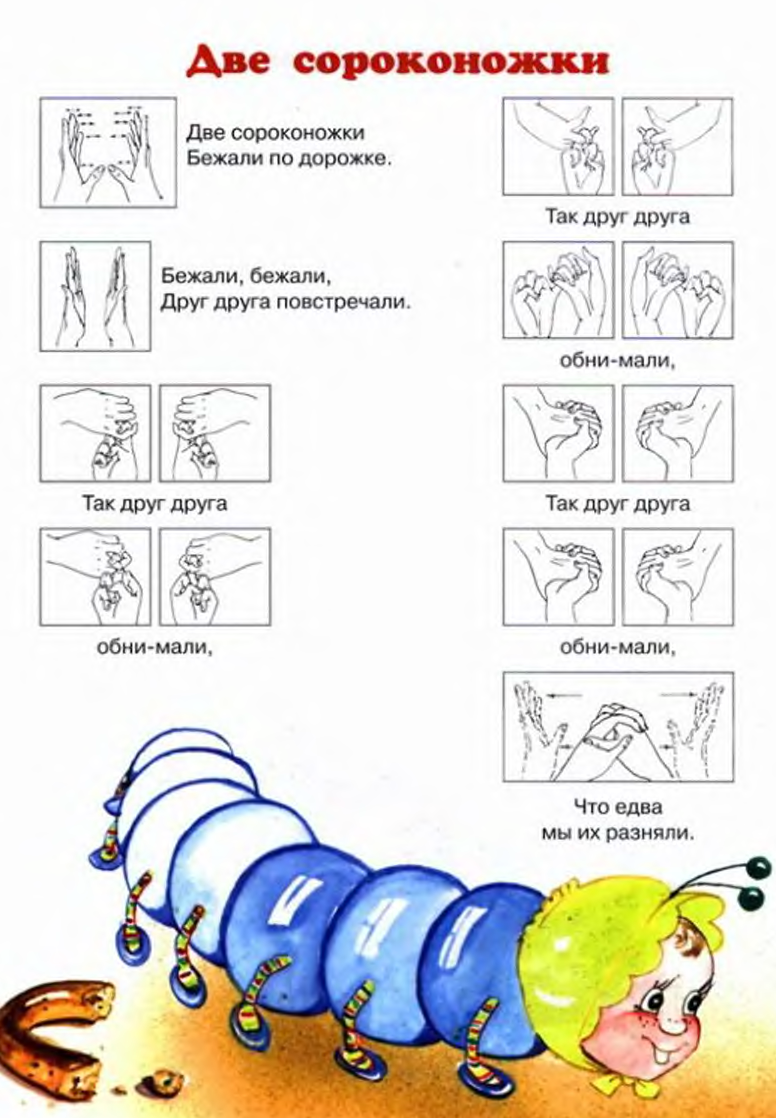 Две сороконожки
Две сороконожки
Бежали по дорожке.
Бежали, бежали,
Друг друга повстречали.
Так друг друга
обни-мали,
Так друг друга
обни-мали,
Так друг друга
обни-мали,
Что едва
мы их разняли.